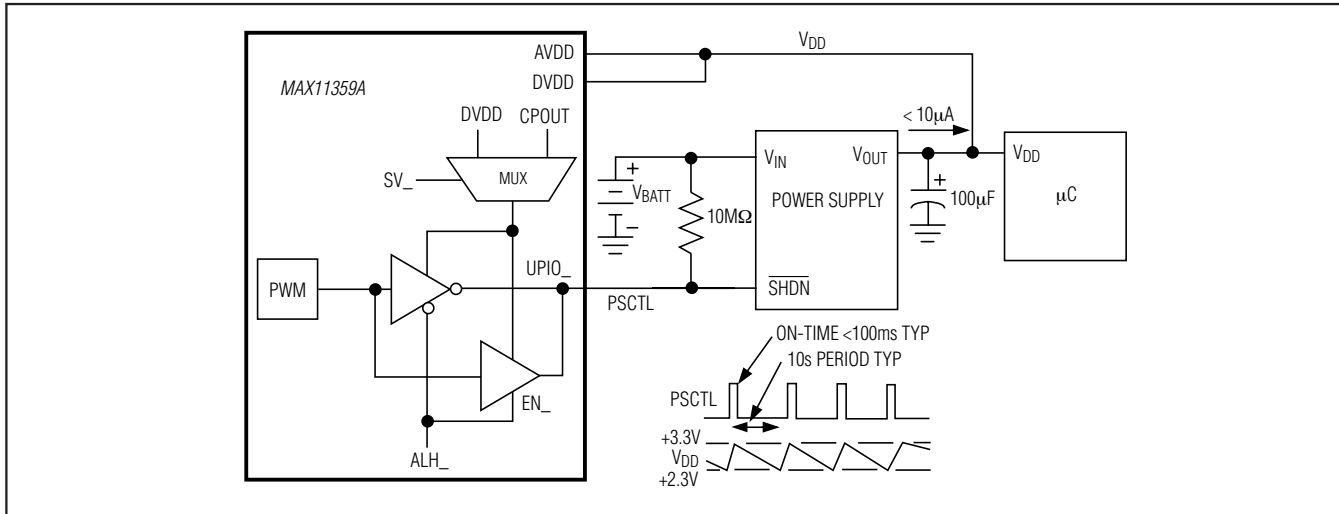 AVDD
DVDD
MAX11359A
DVDD CPOUT
SV_
MUX
PWM
UPIO_
EN_
ALH_
VDD
PSCTL
+
VBATT
−
10MΩ
VIN
VOUT
POWER SUPPLY
SHDN
< 10µA
+
100µF
VDD
µC
ON-TIME <100ms TYP
10s PERIOD TYP
PSCTL
+3.3V
VDD
+2.3V